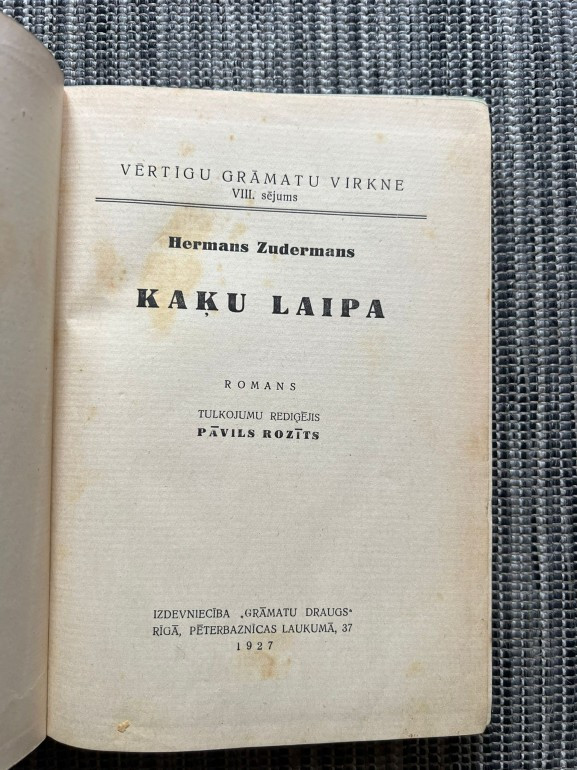 VĒRTĪGU GRĀMATU VIRKNE
VIII. sējums
Hermans Zudermans
KAĶU LAIPA
ROMANS
TULKOJUMU REDIĢĒJIS
PĀVILS ROZĪTS
IZDEVNIECĪBA „GRĀMATU DRAUGS“
RĪGĀ, PĒTERBAZNĪCAS LAUKUMĀ, 37
1927